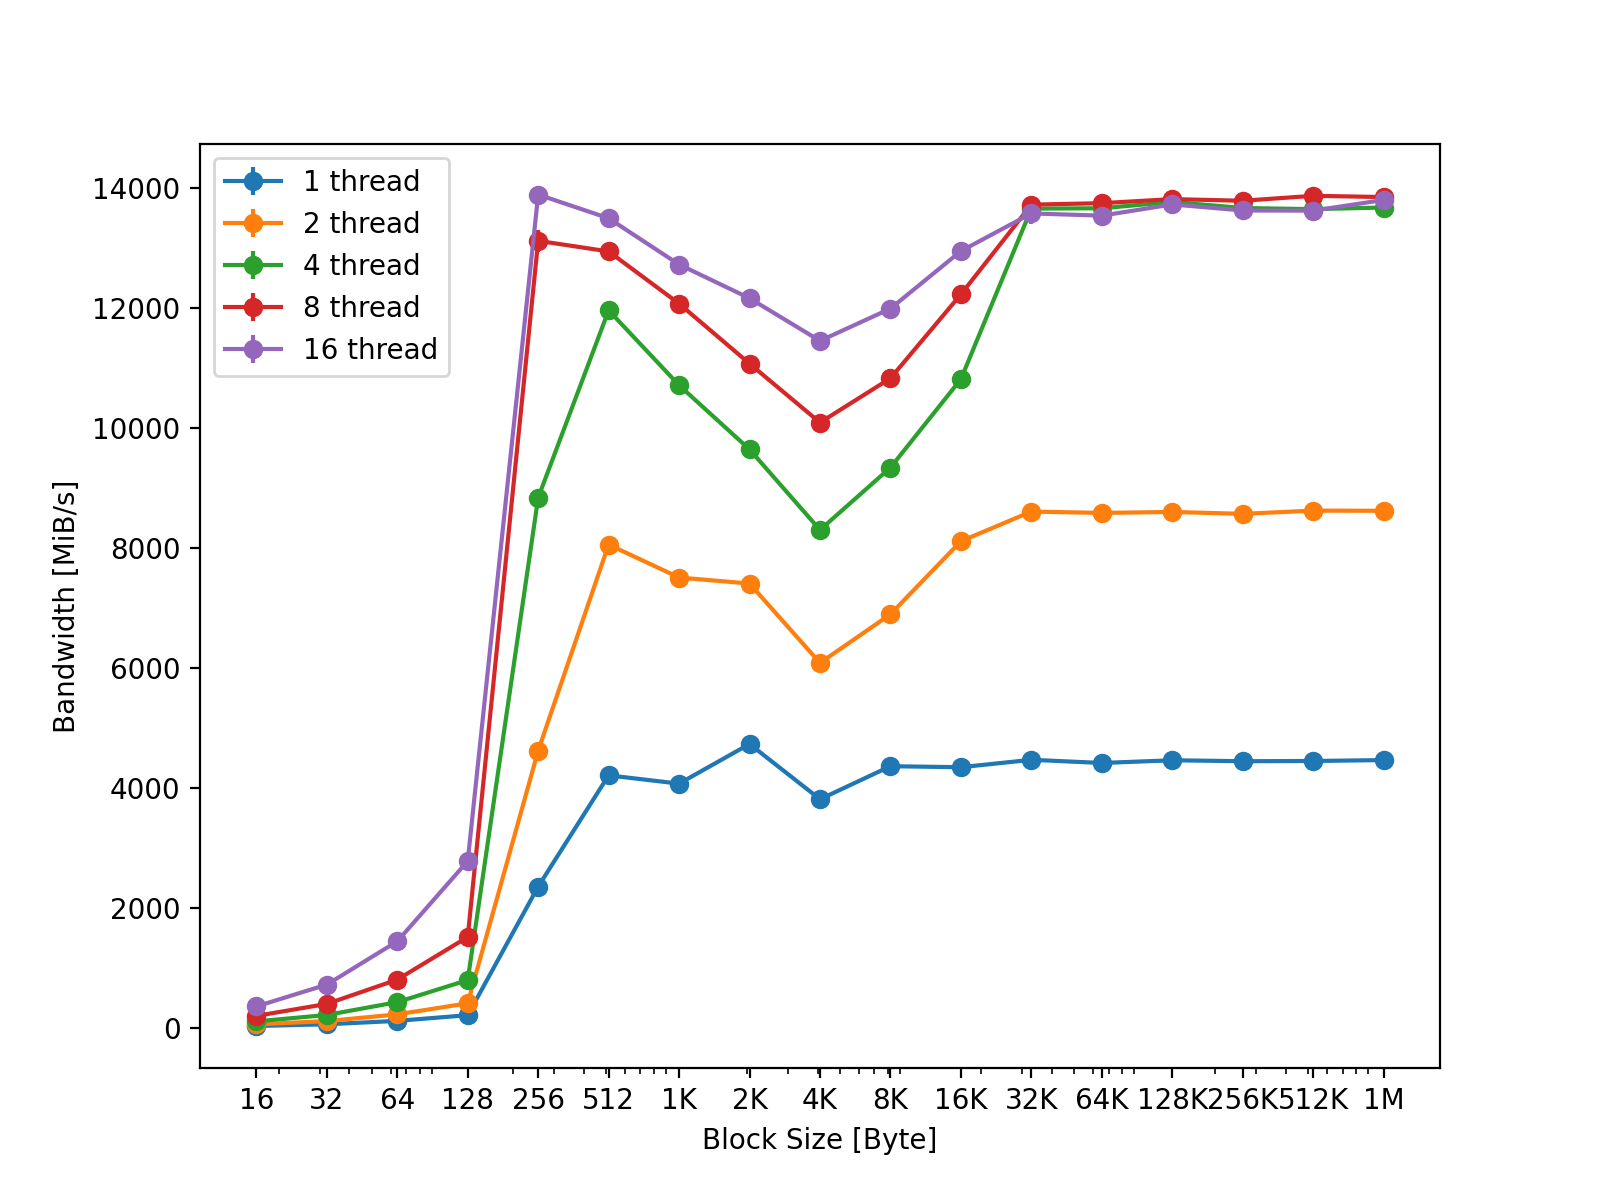 14000
12000
10000
8000
6000
4000
2000
0
Bandwidth [MiB/s]
1 thread
2 thread
4 thread
8 thread
16 thread
16 32 64 128 256 512 1K 2K 4K 8K 16K 32K 64K 128K 256K 512K 1M
Block Size [Byte]